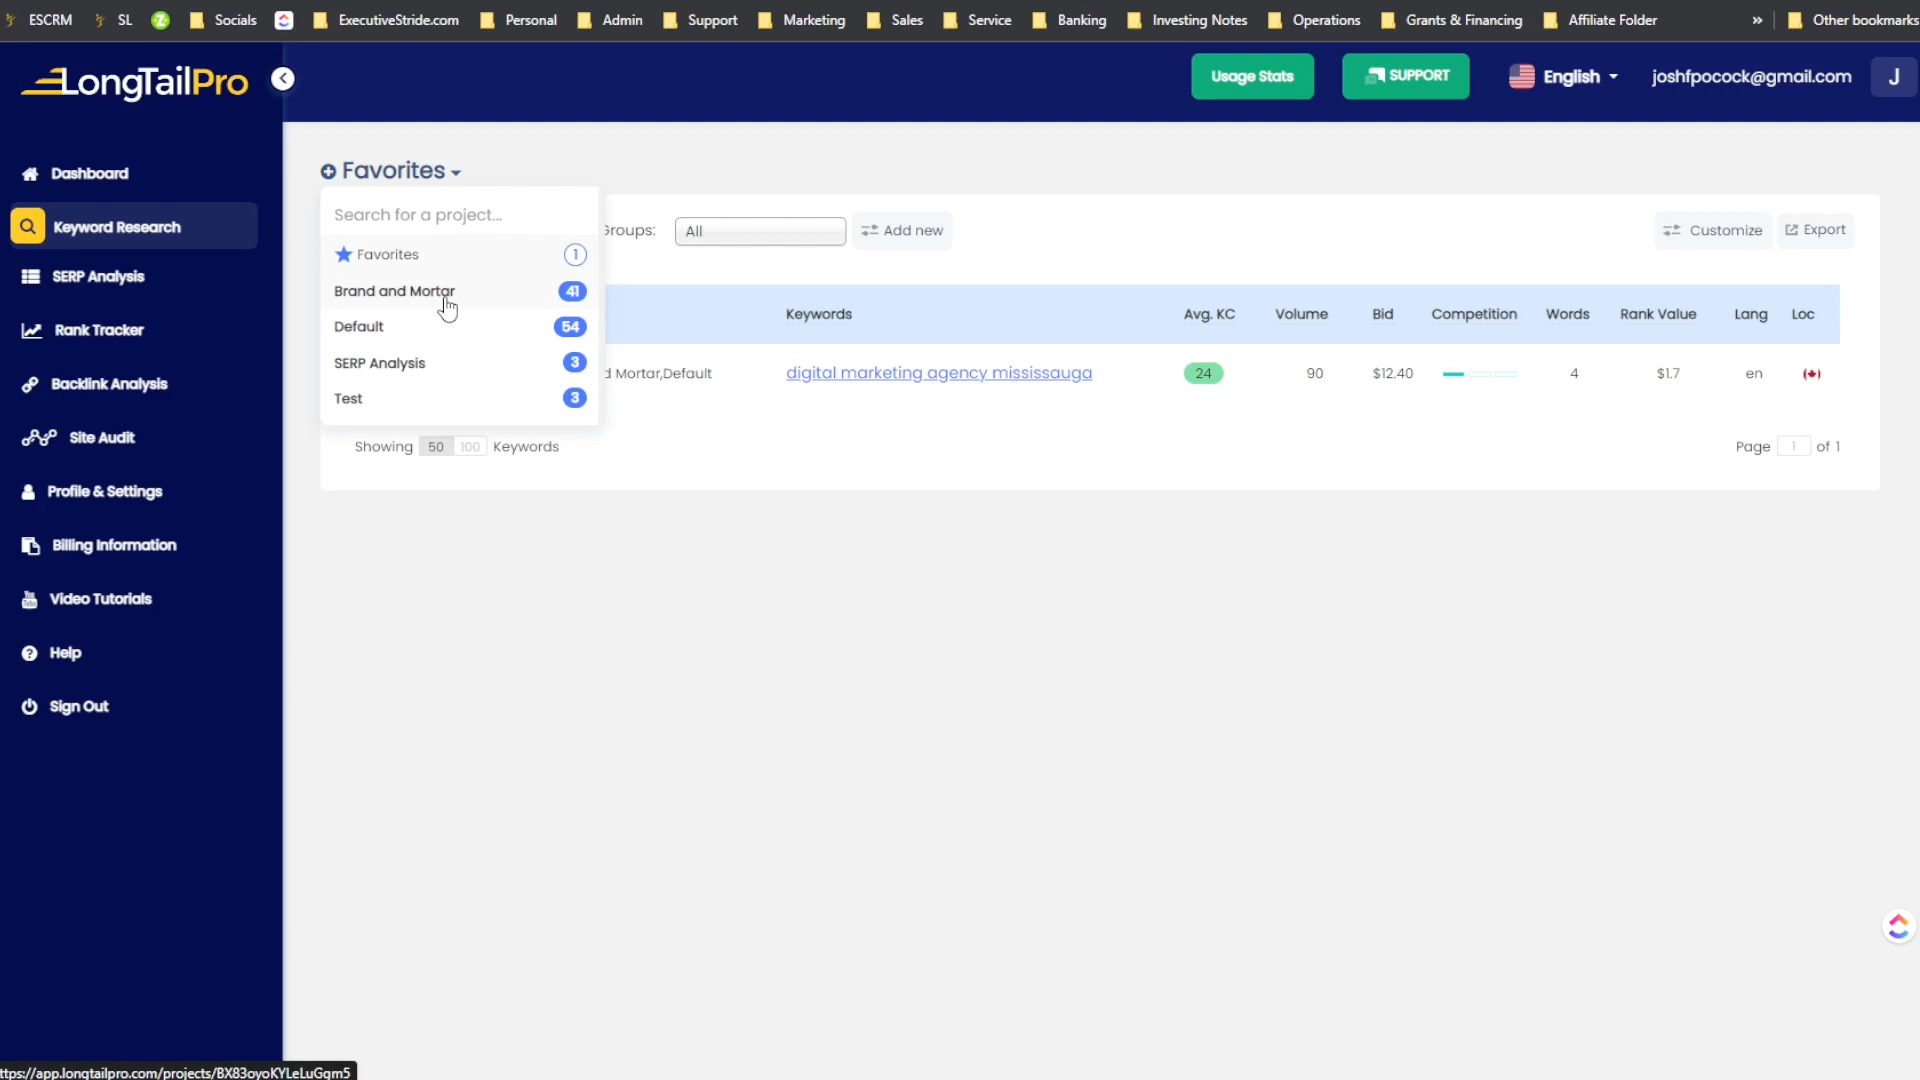 ESCRM SL Socials ExecutiveStride.com Personal Admin Support Marketing Sales Service Banking Investing Notes Operations Grants & Financing Affiliate Folder » Other bookmarks
LongTailPro
Usage Stats SUPPORT English joshfpocock@gmail.com J
Dashboard
Keyword Research
SERP Analysis
Rank Tracker
Backlink Analysis
Site Audit
Profile & Settings
Billing Information
Video Tutorials
Help
Sign Out
Favorites
Search for a project...
Favorites 1
Brand and Mortar 41
Default 54
SERP Analysis 3
Test 3
Groups: All Add new Customize Export
Keywords Avg. KC Volume Bid Competition Words Rank Value Lang Loc
d Mortar,Default digital marketing agency mississauga 24 90 $12.40 4 $1.7 en
Showing 50 100 Keywords Page 1 of 1
ttps://app.longtailpro.com/projects/BX83oyoKYLeLuGqm5